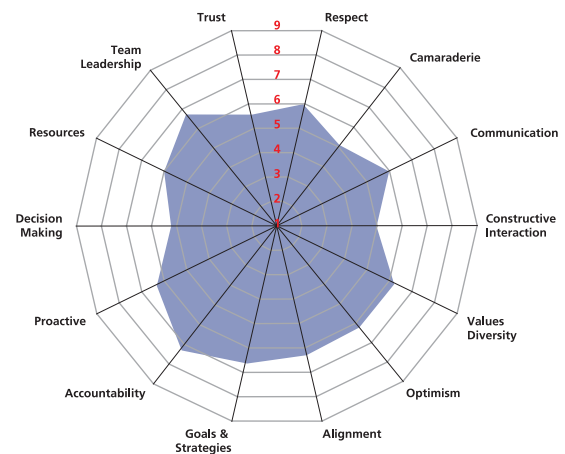 Trust
Respect
Team
Leadership
Camaraderie
Resources
Communication
Decision
Making
Constructive
Interaction
Proactive
Values
Diversity
Accountability
Optimism
Goals &
Strategies
Alignment
9
8
7
6
5
4
3
2